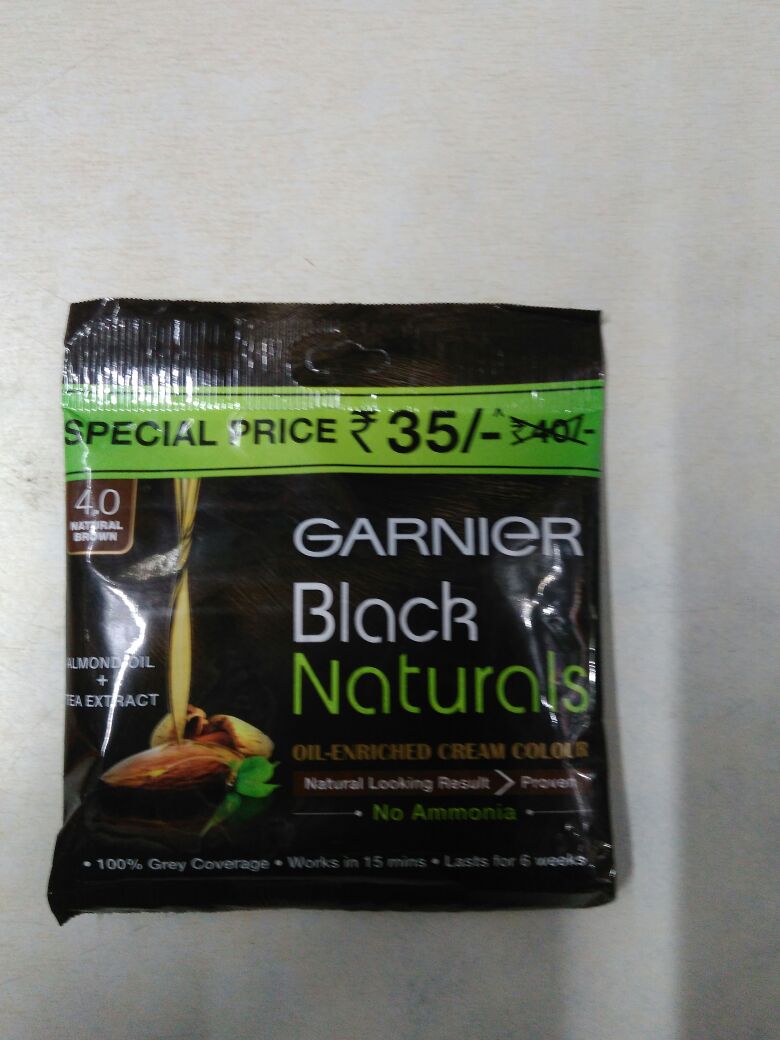 SPECIAL PRICE ₹ 35/-^ ₹40/-
4.0
NATURAL
BROWN
GARNIER
Black
Naturals
ALMOND OIL
+
TEA EXTRACT
OIL-ENRICHED CREAM COLOUR
Natural Looking Result > Proven
• No Ammonia •
• 100% Grey Coverage • Works in 15 mins • Lasts for 6 weeks